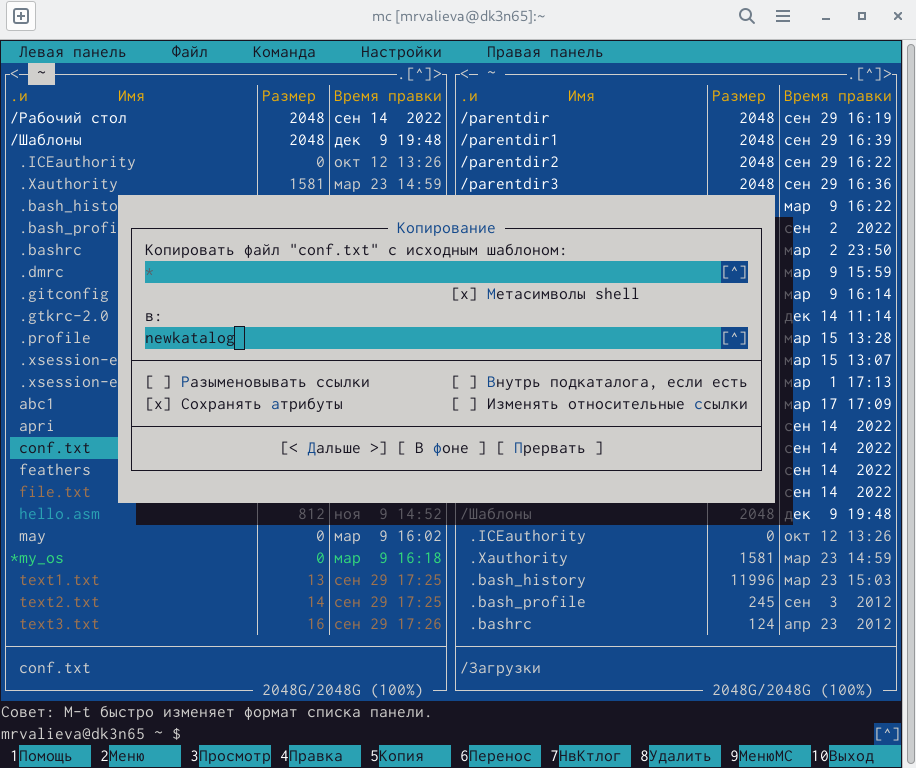 mc [mrvalieva@dk3n65]:~
Левая панель Файл Команда Настройки Правая панель
<— ~ .[^]> <— ~ .[^]>
.и Имя Размер Время правки .и Имя Размер Время правки
/Рабочий стол 2048 сен 14 2022 /parentdir 2048 сен 29 16:19
/Шаблоны 2048 дек 9 19:48 /parentdir1 2048 сен 29 16:39
.ICEauthority 0 окт 12 13:26 /parentdir2 2048 сен 29 16:22
.Xauthority 1581 мар 23 14:59 /parentdir3 2048 сен 29 16:36
.bash_histo мар 9 16:22
.bash_profi Копирование сен 2 2022
.bashrc Копировать файл "conf.txt" с исходным шаблоном: мар 2 23:50
.dmrc * [^] мар 9 15:59
.gitconfig [x] Метасимволы shell мар 9 16:14
.gtkrc-2.0 в: дек 14 11:14
.profile newkatalog [^] мар 15 13:28
.xsession-e мар 15 13:07
.xsession-e [ ] Разыменовывать ссылки [ ] Внутрь подкаталога, если есть мар 1 17:13
abc1 [x] Сохранять атрибуты [ ] Изменять относительные ссылки мар 17 17:09
apri сен 14 2022
conf.txt [< Дальше >] [ В фоне ] [ Прервать ] сен 14 2022
feathers сен 14 2022
file.txt сен 14 2022
hello.asm 812 ноя 9 14:52 /Шаблоны 2048 дек 9 19:48
may 0 мар 9 16:02 .ICEauthority 0 окт 12 13:26
*my_os 0 мар 9 16:18 .Xauthority 1581 мар 23 14:59
text1.txt 13 сен 29 17:25 .bash_history 11996 мар 23 15:03
text2.txt 14 сен 29 17:25 .bash_profile 245 сен 3 2012
text3.txt 16 сен 29 17:26 .bashrc 124 апр 23 2012
conf.txt /Загрузки
2048G/2048G (100%) 2048G/2048G (100%)
Совет: M-t быстро изменяет формат списка панели.
mrvalieva@dk3n65 ~ $ [^]
1Помощь 2Меню 3Просмотр 4Правка 5Копия 6Перенос 7НвКтлог 8Удалить 9МенюМС 10Выход